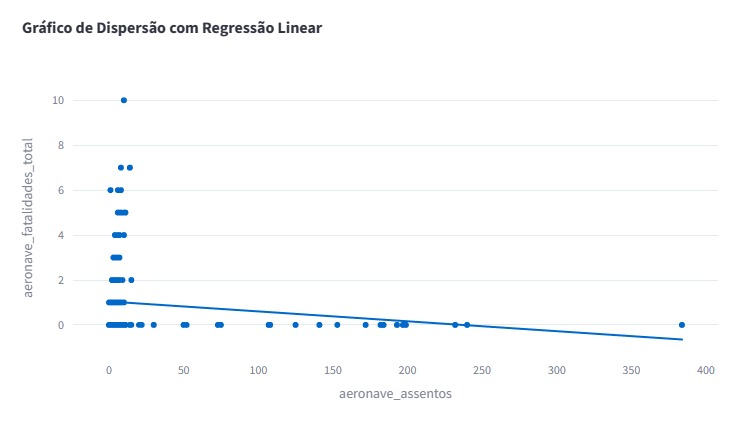 Gráfico de Dispersão com Regressão Linear
10
8
6
4
2
0
aeronave_fatalidades_total
0 50 100 150 200 250 300 350 400
aeronave_assentos